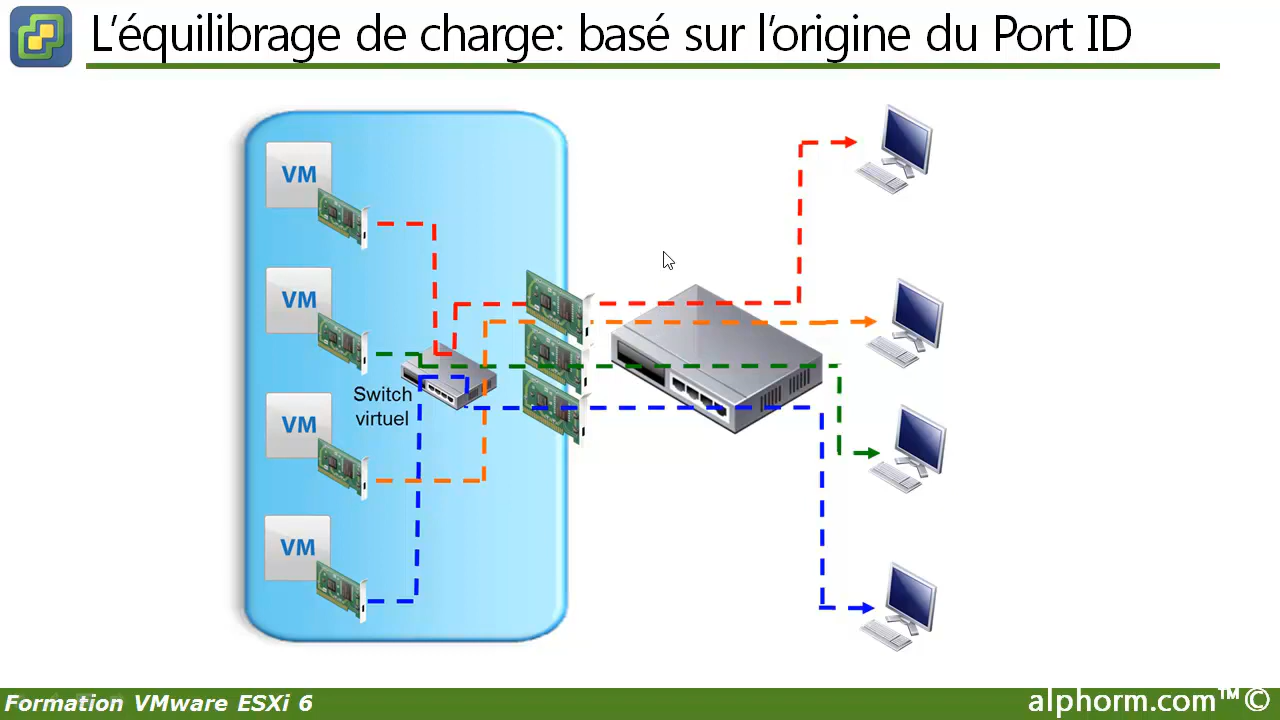 L'équilibrage de charge: basé sur l'origine du Port ID
VM
VM
Switch
virtuel
VM
VM
Formation VMware ESXi 6
alphorm.com™©